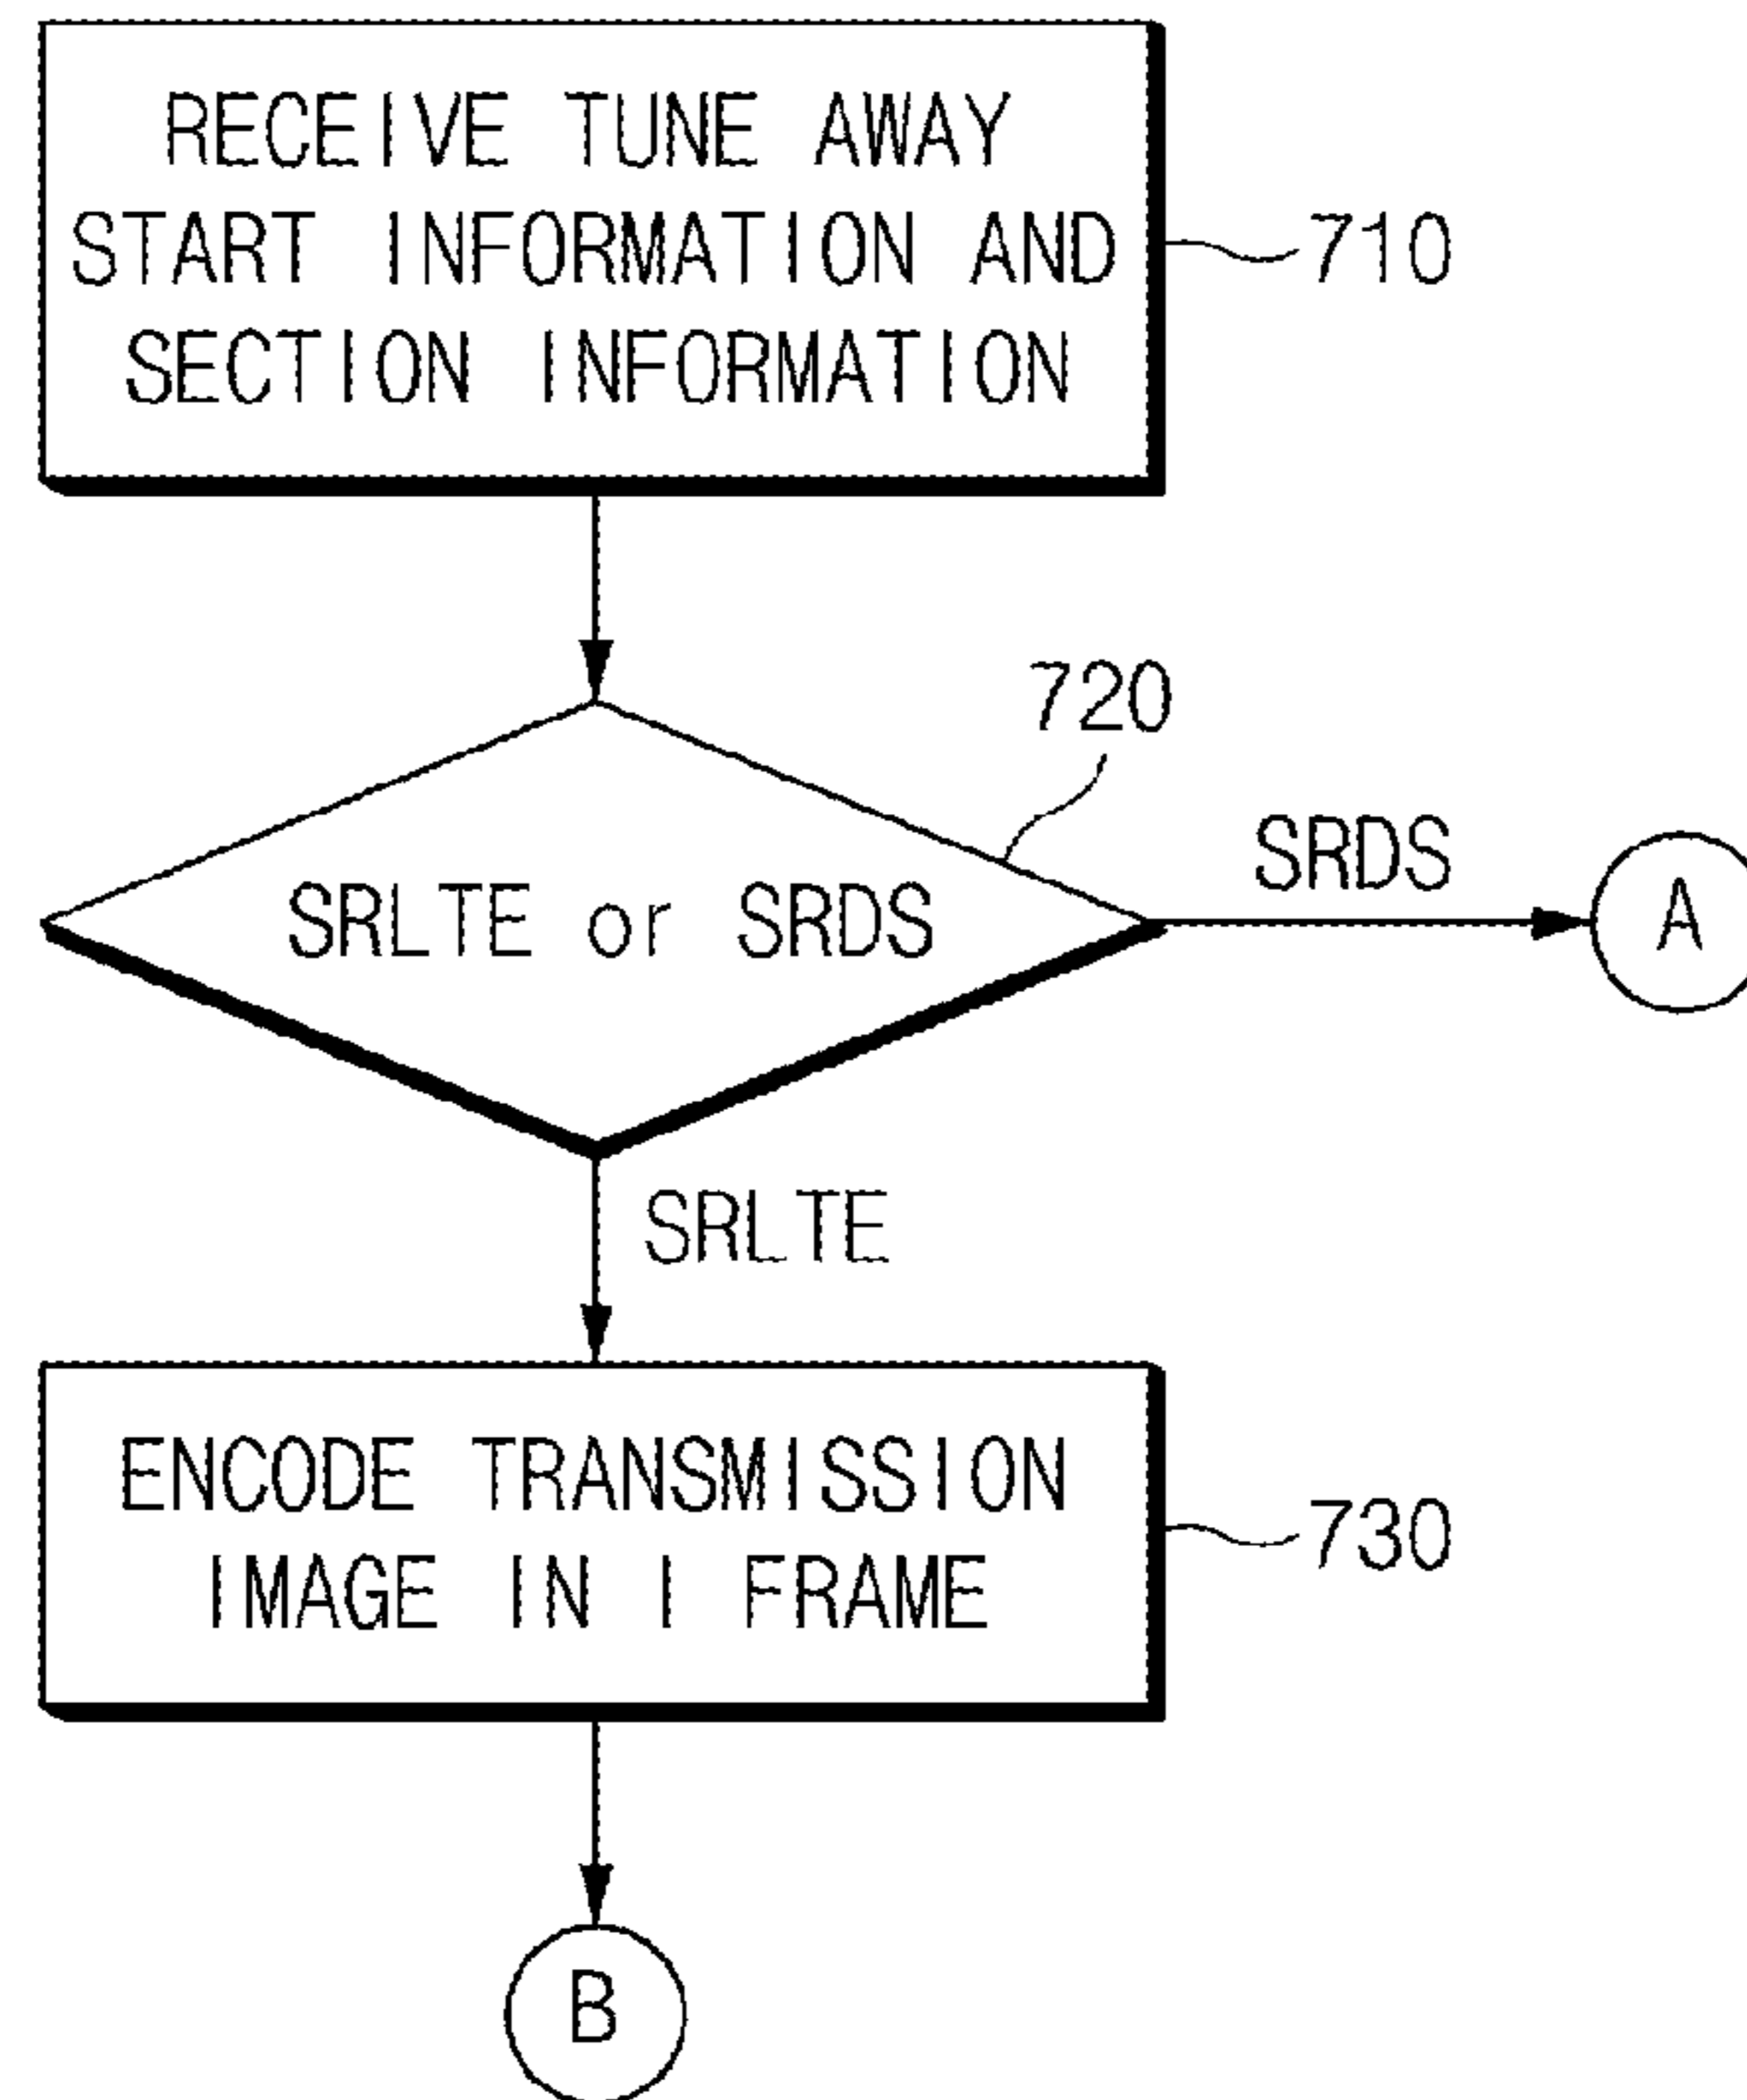 RECEIVE TUNE AWAY
START INFORMATION AND
SECTION INFORMATION
710
720
SRLTE or SRDS
SRDS
A
SRLTE
ENCODE TRANSMISSION
IMAGE IN I FRAME
730
B